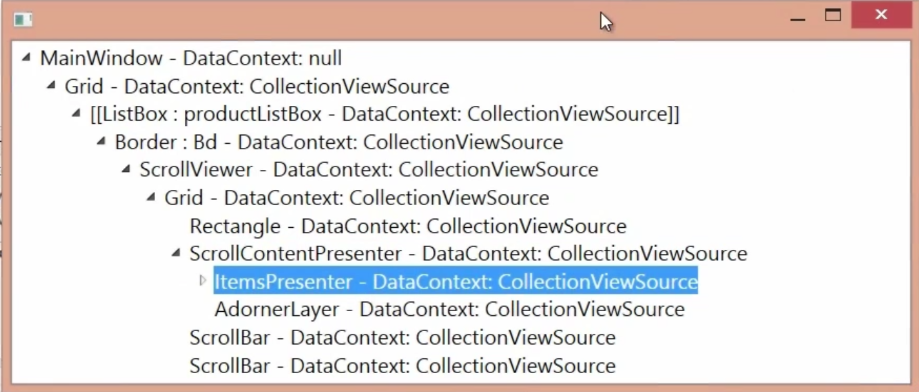 MainWindow - DataContext: null
Grid - DataContext: CollectionViewSource
[[ListBox : productListBox - DataContext: CollectionViewSource]]
Border : Bd - DataContext: CollectionViewSource
ScrollViewer - DataContext: CollectionViewSource
Grid - DataContext: CollectionViewSource
Rectangle - DataContext: CollectionViewSource
ScrollContentPresenter - DataContext: CollectionViewSource
ItemsPresenter - DataContext: CollectionViewSource
AdornerLayer - DataContext: CollectionViewSource
ScrollBar - DataContext: CollectionViewSource
ScrollBar - DataContext: CollectionViewSource